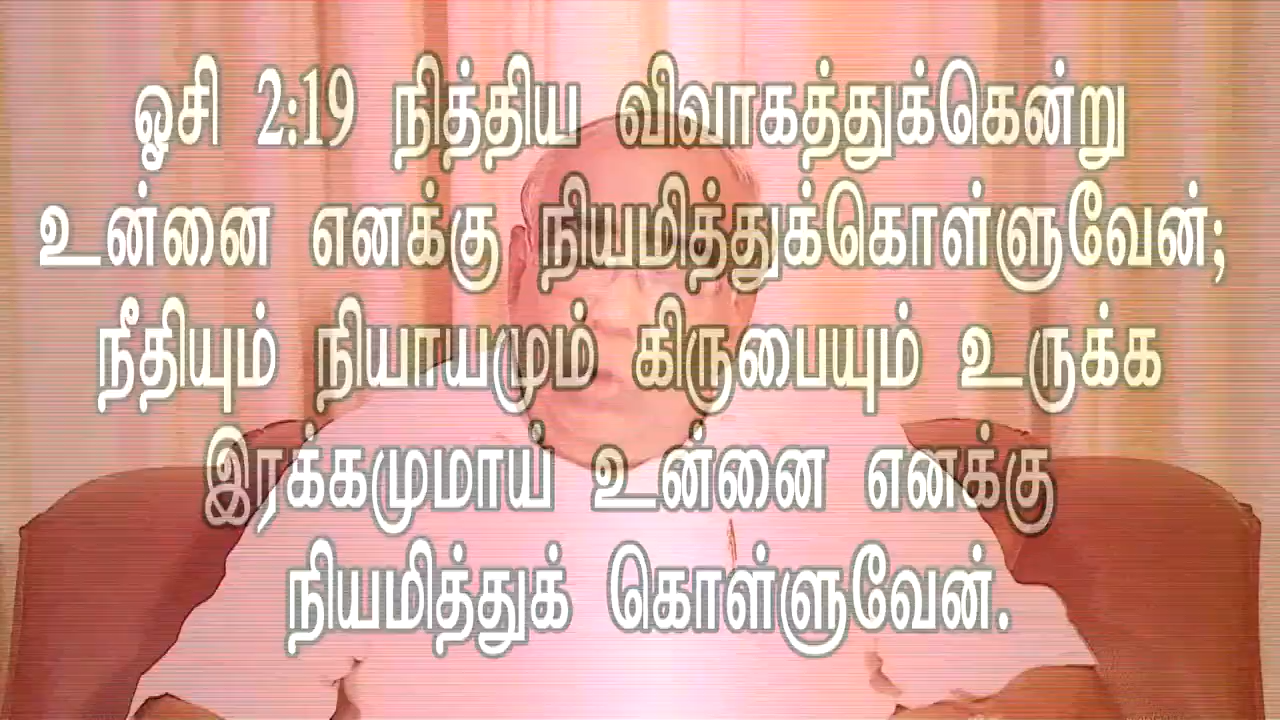 ஓசி 2:19 நித்திய விவாகத்துக்கென்று
உன்னை எனக்கு நியமித்துக்கொள்ளுவேன்;
நீதியும் நியாயமும் கிருபையும் உருக்க
இரக்கமுமாய் உன்னை எனக்கு
நியமித்துக் கொள்ளுவேன்.